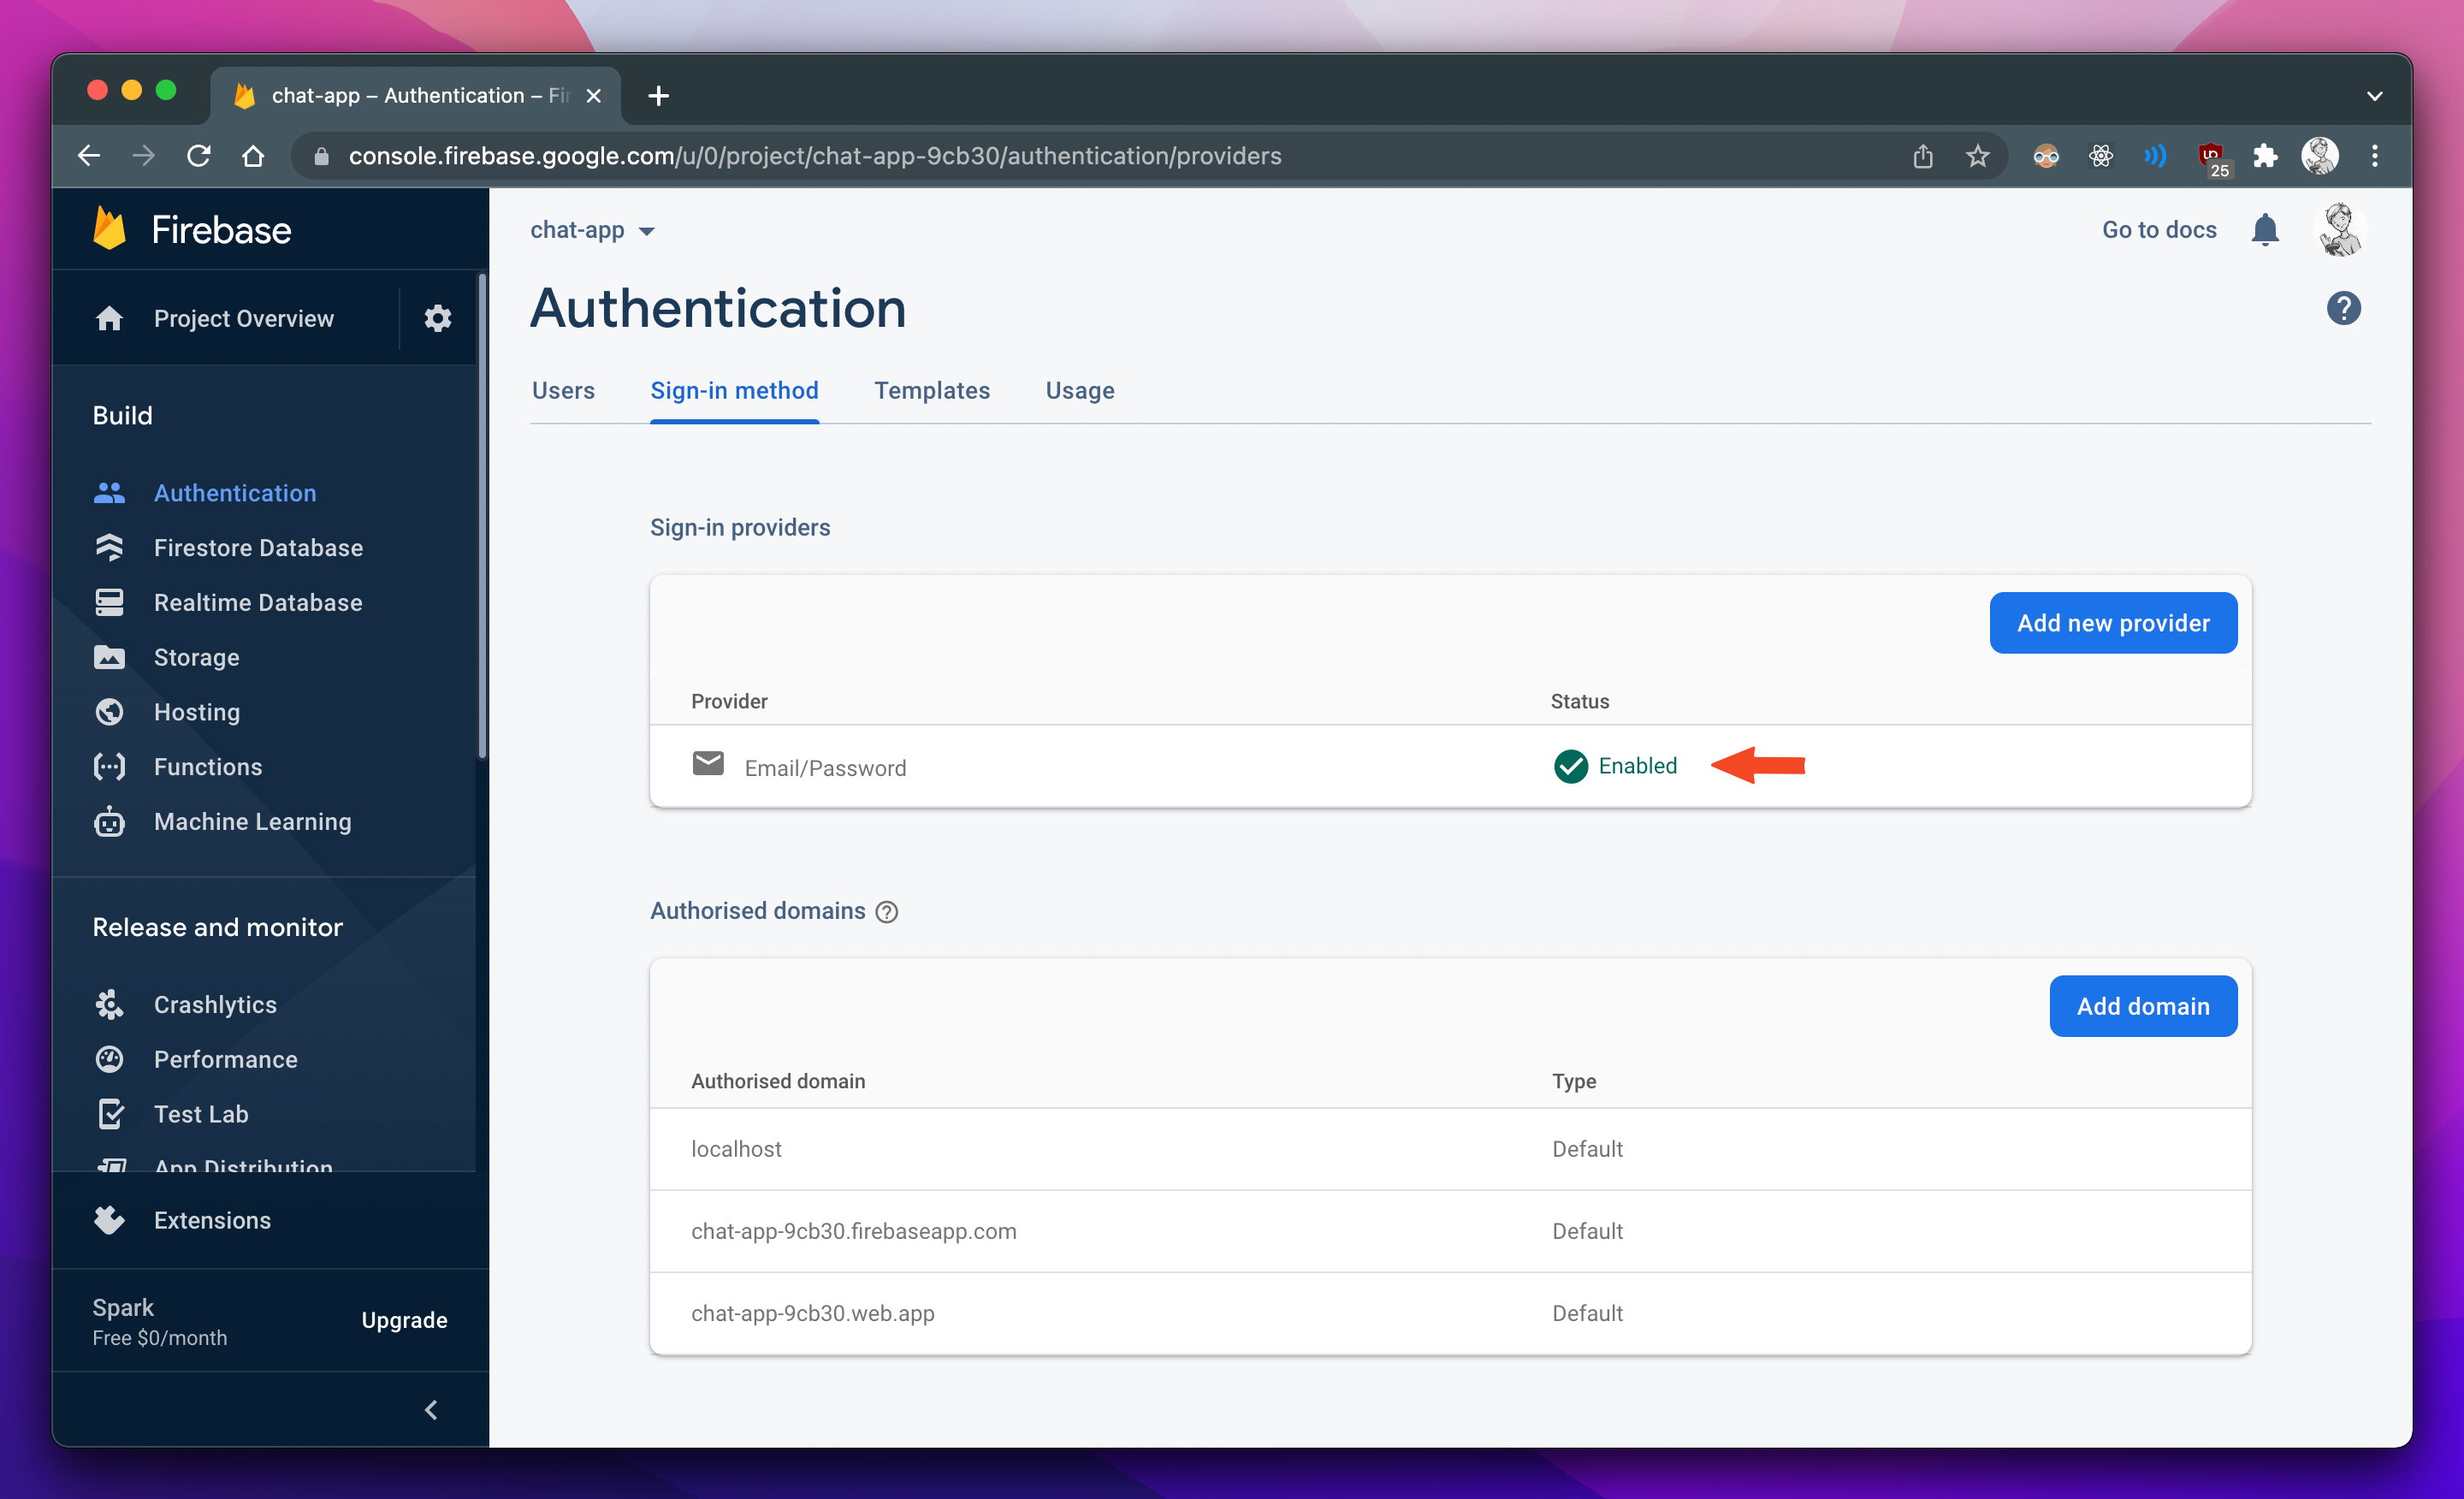 chat-app – Authentication – Fir
console.firebase.google.com/u/0/project/chat-app-9cb30/authentication/providers
25
Firebase
Project Overview
Build
Authentication
Firestore Database
Realtime Database
Storage
Hosting
Functions
Machine Learning
Release and monitor
Crashlytics
Performance
Test Lab
App Distribution
Extensions
Spark
Free $0/month
Upgrade
chat-app
Go to docs
Authentication
Users Sign-in method Templates Usage
Sign-in providers
Add new provider
Provider Status
Email/Password Enabled
Authorised domains
Add domain
Authorised domain Type
localhost Default
chat-app-9cb30.firebaseapp.com Default
chat-app-9cb30.web.app Default